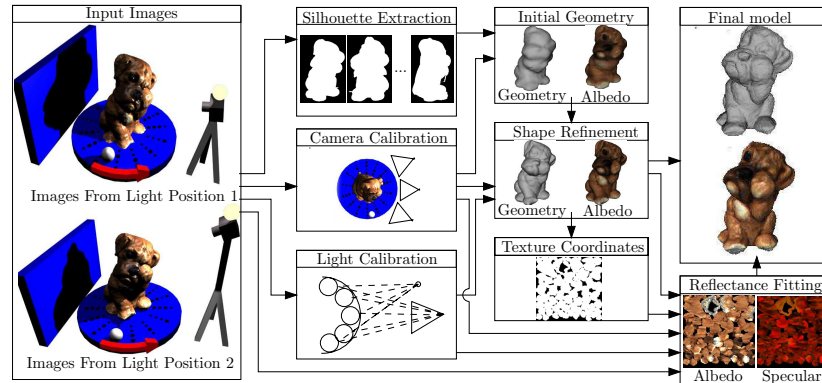 Input Images
Images From Light Position 1
Images From Light Position 2
Silhouette Extraction
...
Camera Calibration
Light Calibration
Initial Geometry
Geometry Albedo
Shape Refinement
Geometry Albedo
Texture Coordinates
Final model
Reflectance Fitting
Albedo Specular